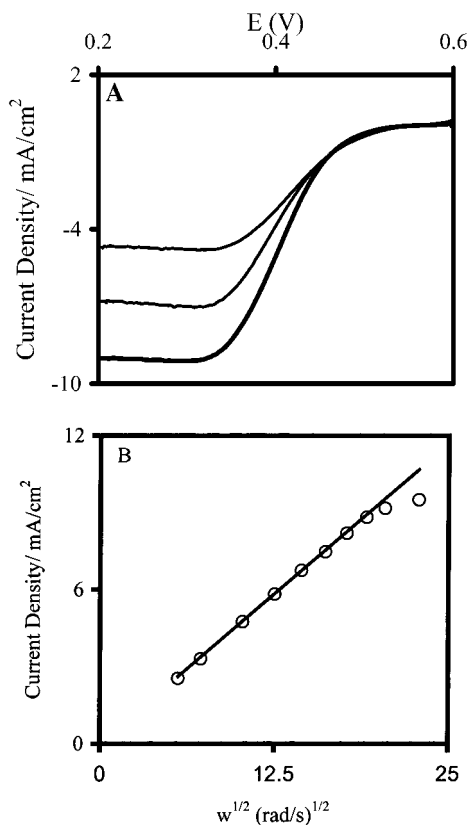 E (V)
0.2 0.4 0.6
2
A
-4
-10
Current Density/ mA/cm²
12
B
6
0
Current Density/ mA/cm²
0 12.5 25
w^1/2 (rad/s)^1/2